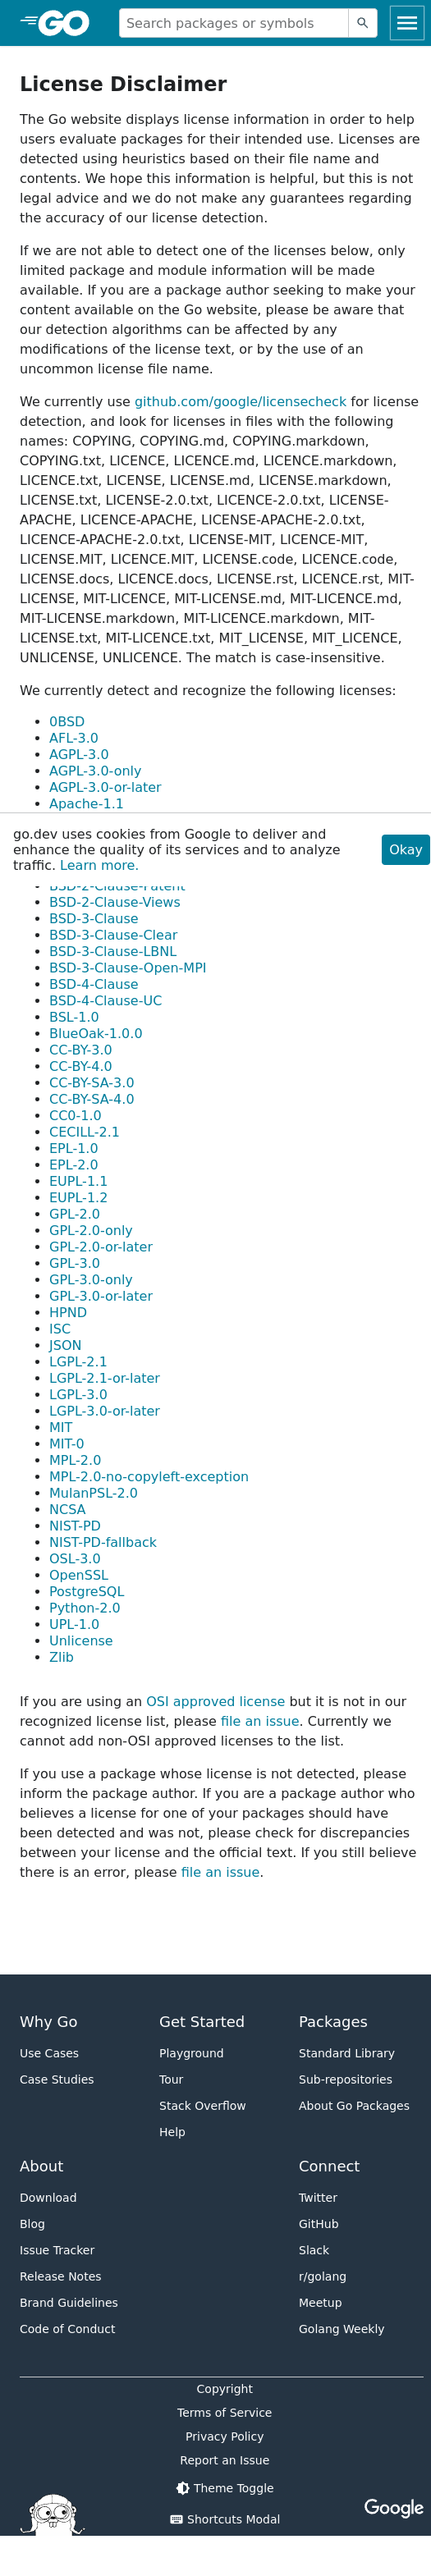 GO
Search packages or symbols
License Disclaimer
The Go website displays license information in order to help
users evaluate packages for their intended use. Licenses are
detected using heuristics based on their file name and
contents. We hope this information is helpful, but this is not
legal advice and we do not make any guarantees regarding
the accuracy of our license detection.
If we are not able to detect one of the licenses below, only
limited package and module information will be made
available. If you are a package author seeking to make your
content available on the Go website, please be aware that
our detection algorithms can be affected by any
modifications of the license text, or by the use of an
uncommon license file name.
We currently use github.com/google/licensecheck for license
detection, and look for licenses in files with the following
names: COPYING, COPYING.md, COPYING.markdown,
COPYING.txt, LICENCE, LICENCE.md, LICENCE.markdown,
LICENCE.txt, LICENSE, LICENSE.md, LICENSE.markdown,
LICENSE.txt, LICENSE-2.0.txt, LICENCE-2.0.txt, LICENSE-
APACHE, LICENCE-APACHE, LICENSE-APACHE-2.0.txt,
LICENCE-APACHE-2.0.txt, LICENSE-MIT, LICENCE-MIT,
LICENSE.MIT, LICENCE.MIT, LICENSE.code, LICENCE.code,
LICENSE.docs, LICENCE.docs, LICENSE.rst, LICENCE.rst, MIT-
LICENSE, MIT-LICENCE, MIT-LICENSE.md, MIT-LICENCE.md,
MIT-LICENSE.markdown, MIT-LICENCE.markdown, MIT-
LICENSE.txt, MIT-LICENCE.txt, MIT_LICENSE, MIT_LICENCE,
UNLICENSE, UNLICENCE. The match is case-insensitive.
We currently detect and recognize the following licenses:
0BSD
AFL-3.0
AGPL-3.0
AGPL-3.0-only
AGPL-3.0-or-later
Apache-1.1
go.dev uses cookies from Google to deliver and
enhance the quality of its services and to analyze
traffic. Learn more.
Okay
BSD-2-Clause-Patent
BSD-2-Clause-Views
BSD-3-Clause
BSD-3-Clause-Clear
BSD-3-Clause-LBNL
BSD-3-Clause-Open-MPI
BSD-4-Clause
BSD-4-Clause-UC
BSL-1.0
BlueOak-1.0.0
CC-BY-3.0
CC-BY-4.0
CC-BY-SA-3.0
CC-BY-SA-4.0
CC0-1.0
CECILL-2.1
EPL-1.0
EPL-2.0
EUPL-1.1
EUPL-1.2
GPL-2.0
GPL-2.0-only
GPL-2.0-or-later
GPL-3.0
GPL-3.0-only
GPL-3.0-or-later
HPND
ISC
JSON
LGPL-2.1
LGPL-2.1-or-later
LGPL-3.0
LGPL-3.0-or-later
MIT
MIT-0
MPL-2.0
MPL-2.0-no-copyleft-exception
MulanPSL-2.0
NCSA
NIST-PD
NIST-PD-fallback
OSL-3.0
OpenSSL
PostgreSQL
Python-2.0
UPL-1.0
Unlicense
Zlib
If you are using an OSI approved license but it is not in our
recognized license list, please file an issue. Currently we
cannot add non-OSI approved licenses to the list.
If you use a package whose license is not detected, please
inform the package author. If you are a package author who
believes a license for one of your packages should have
been detected and was not, please check for discrepancies
between your license and the official text. If you still believe
there is an error, please file an issue.
Why Go
Use Cases
Case Studies
Get Started
Playground
Tour
Stack Overflow
Help
Packages
Standard Library
Sub-repositories
About Go Packages
About
Download
Blog
Issue Tracker
Release Notes
Brand Guidelines
Code of Conduct
Connect
Twitter
GitHub
Slack
r/golang
Meetup
Golang Weekly
Copyright
Terms of Service
Privacy Policy
Report an Issue
Theme Toggle
Shortcuts Modal
Google